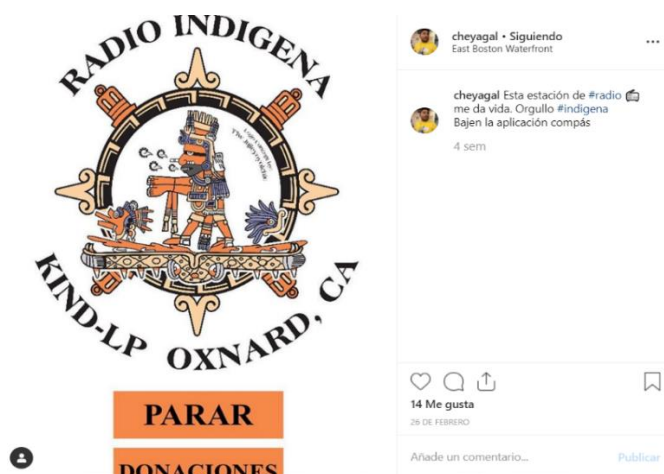 RADIO INDIGENA
KIND-LP OXNARD, CA
PARAR
DONACIONES
cheyagal • Siguiendo
East Boston Waterfront
cheyagal Esta estación de #radio 📻
me da vida. Orgullo #indigena
Bajen la aplicación compás
4 sem
14 Me gusta
26 DE FEBRERO
Añade un comentario...
Publicar